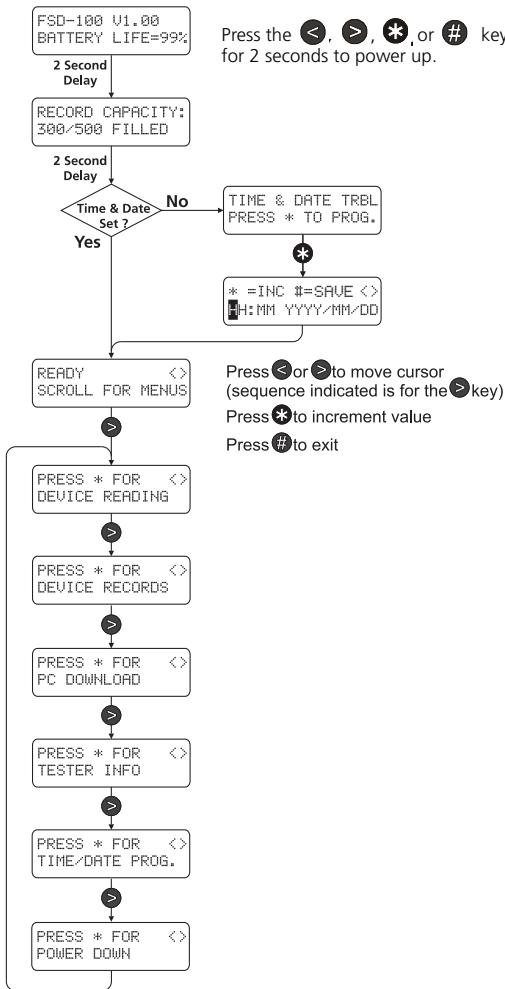 FSD-100 V1.00
BATTERY LIFE=99%
Press the <, >, *, or # key
for 2 seconds to power up.
2 Second
Delay
RECORD CAPACITY:
300/500 FILLED
2 Second
Delay
Time & Date
Set ?
No
Yes
TIME & DATE TRBL
PRESS * TO PROG.
*
* =INC #=SAVE <>
HH:MM YYYY/MM/DD
READY <>
SCROLL FOR MENUS
Press < or > to move cursor
(sequence indicated is for the > key)
Press * to increment value
Press # to exit
>
PRESS * FOR <>
DEVICE READING
>
PRESS * FOR <>
DEVICE RECORDS
>
PRESS * FOR <>
PC DOWNLOAD
>
PRESS * FOR <>
TESTER INFO
>
PRESS * FOR <>
TIME/DATE PROG.
>
PRESS * FOR <>
POWER DOWN